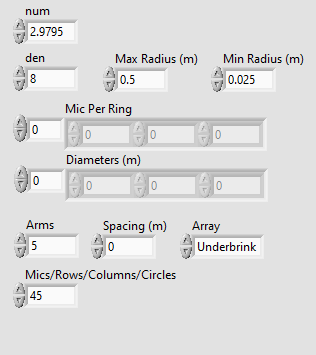 num
2.9795
den
Max Radius (m)
Min Radius (m)
8
0.5
0.025
Mic Per Ring
0
0
0
0
Diameters (m)
0
0
0
0
Arms
Spacing (m)
Array
5
0
Underbrink
Mics/Rows/Columns/Circles
45